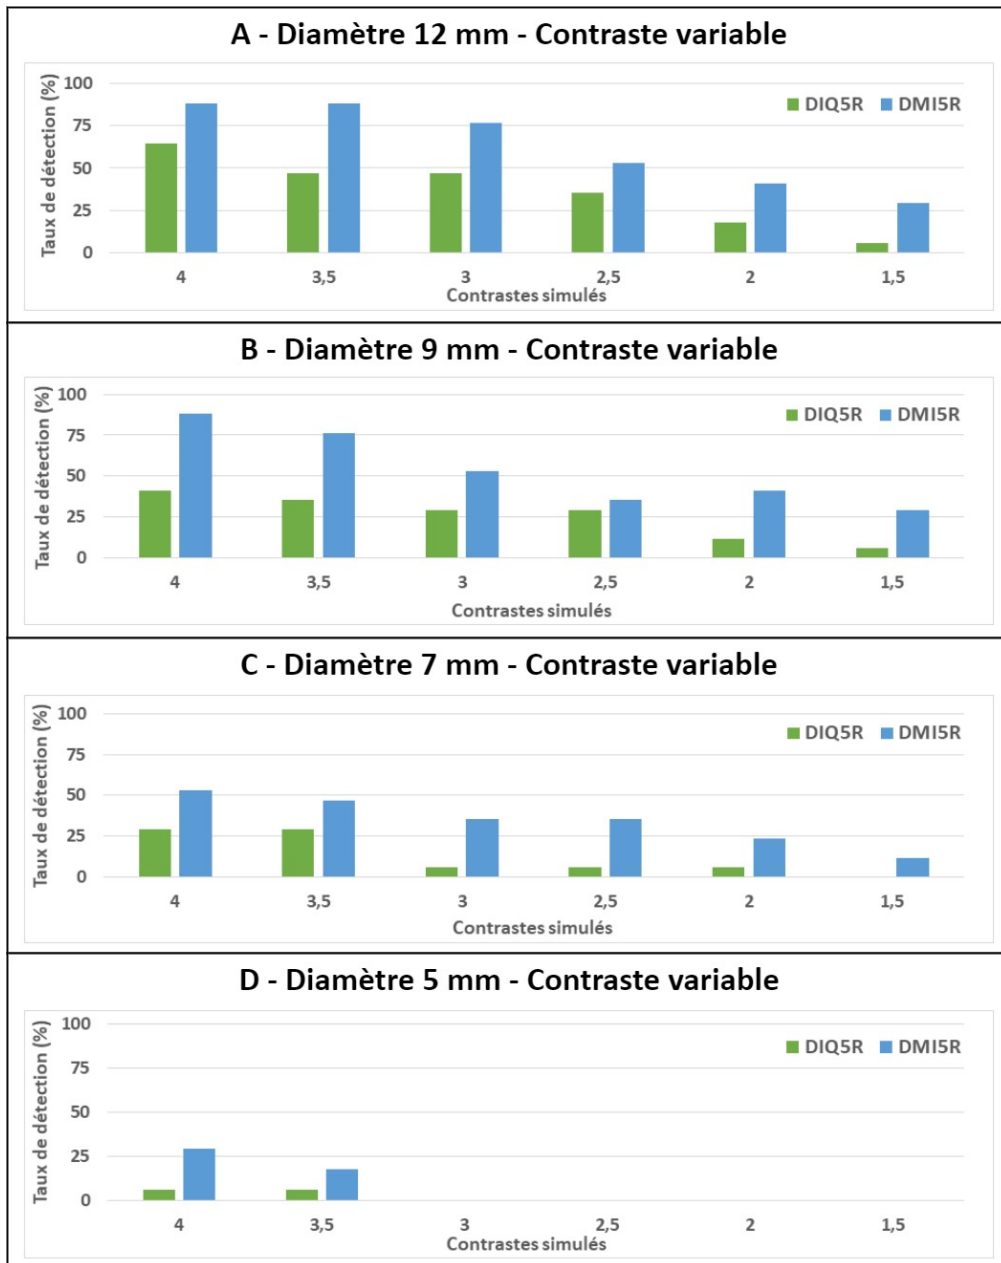 A - Diamètre 12 mm - Contraste variable
Taux de détection (%)
100
75
50
25
0
DIQ5R DMI5R
4 3,5 3 2,5 2 1,5
Contrastes simulés
B - Diamètre 9 mm - Contraste variable
Taux de détection (%)
100
75
50
25
0
DIQ5R DMI5R
4 3,5 3 2,5 2 1,5
Contrastes simulés
C - Diamètre 7 mm - Contraste variable
Taux de détection (%)
100
75
50
25
0
DIQ5R DMI5R
4 3,5 3 2,5 2 1,5
Contrastes simulés
D - Diamètre 5 mm - Contraste variable
Taux de détection (%)
100
75
50
25
0
DIQ5R DMI5R
4 3,5 3 2,5 2 1,5
Contrastes simulés